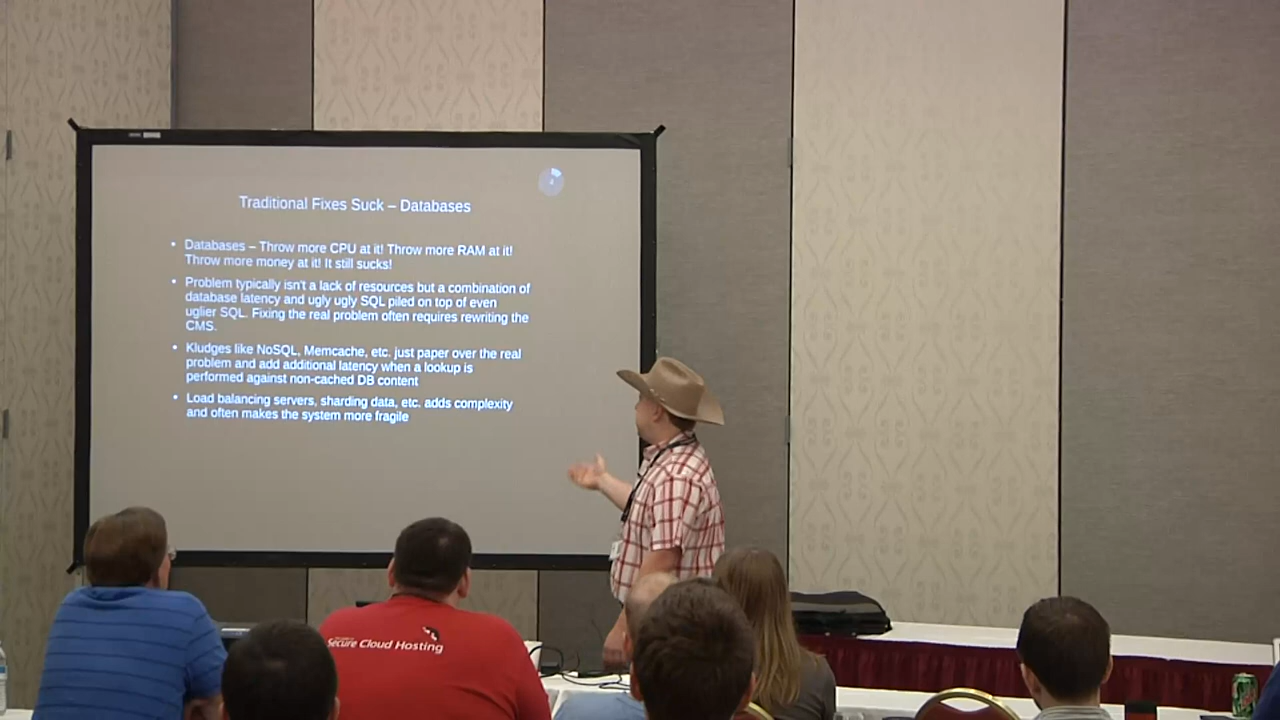 Traditional Fixes Suck – Databases
• Databases – Throw more CPU at it! Throw more RAM at it!
Throw more money at it! It still sucks!
• Problem typically isn't a lack of resources but a combination of
database latency and ugly ugly SQL piled on top of even
uglier SQL. Fixing the real problem often requires rewriting the
CMS.
• Kludges like NoSQL, Memcache, etc. just paper over the real
problem and add additional latency when a lookup is
performed against non-cached DB content
• Load balancing servers, sharding data, etc. adds complexity
and often makes the system more fragile
Secure Cloud Hosting